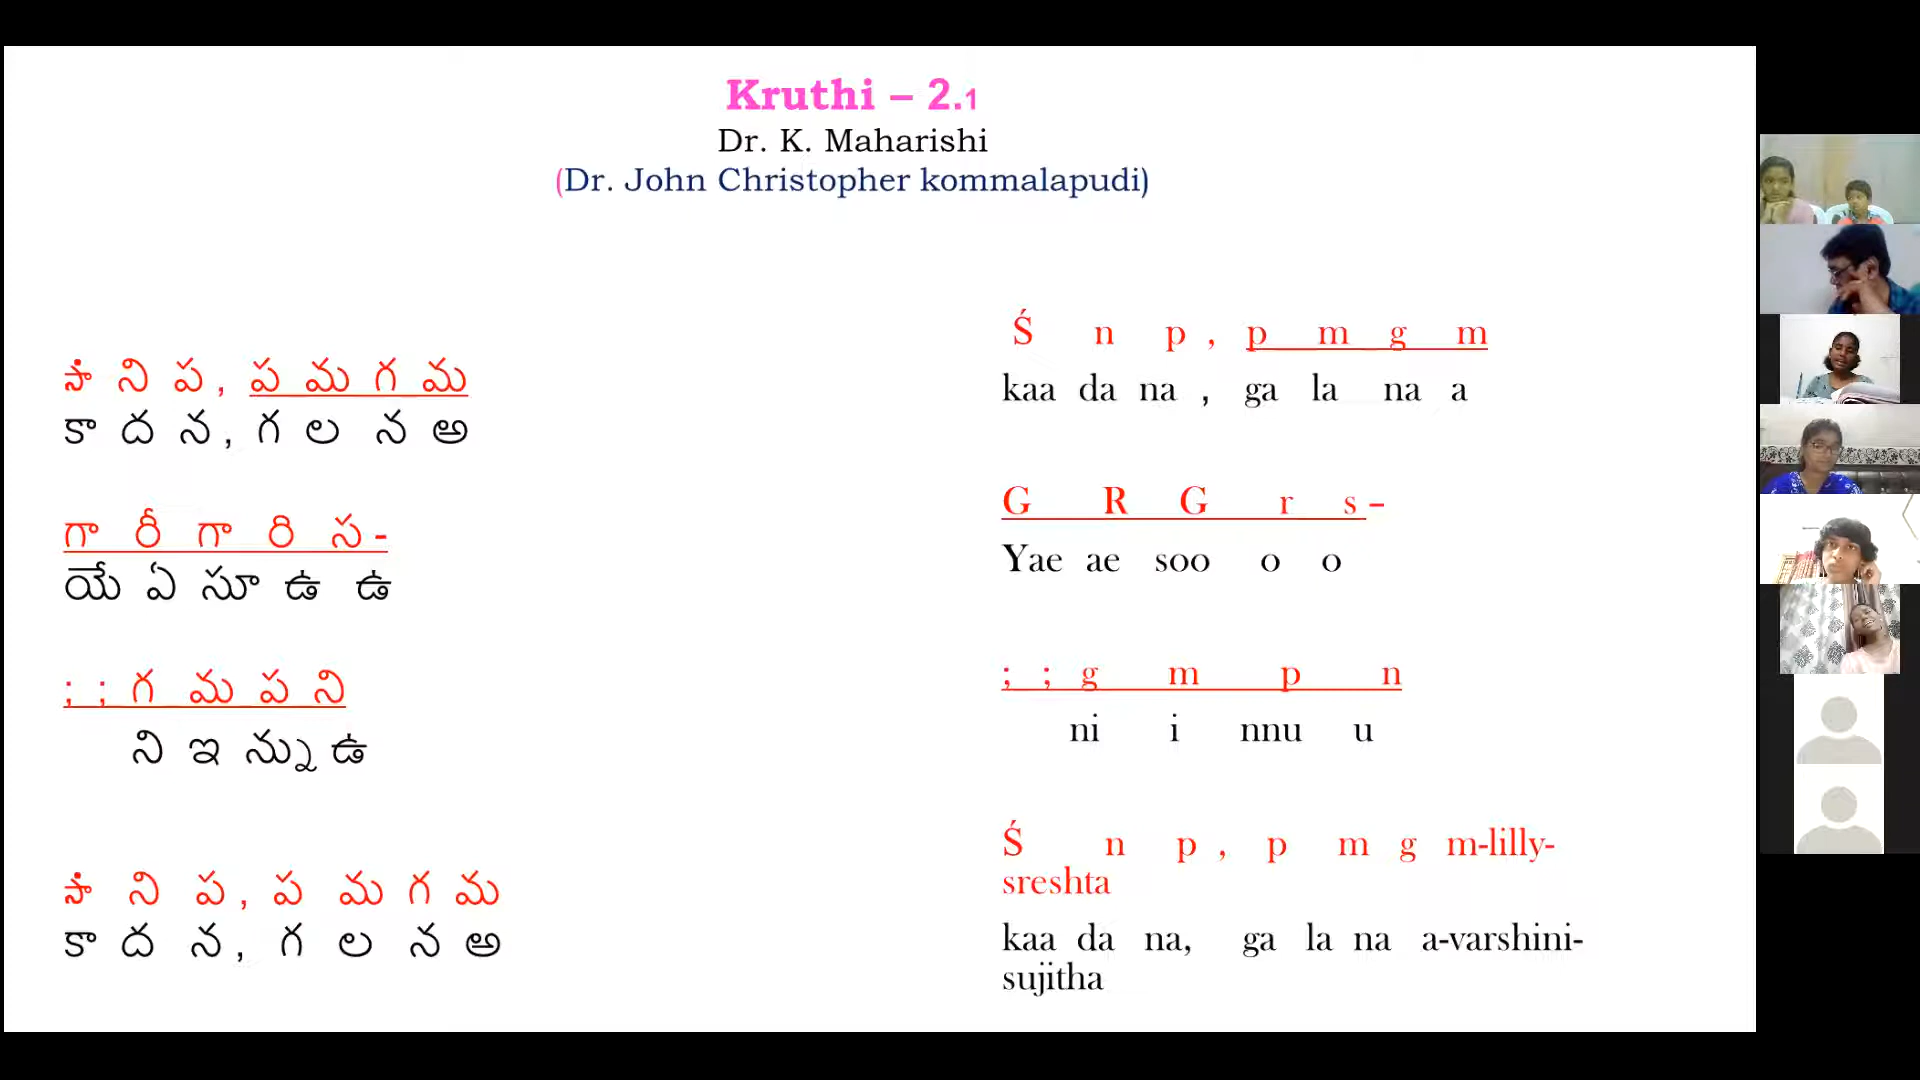 Kruthi – 2.1
Dr. K. Maharishi
(Dr. John Christopher kommalapudi)
సా ని ప , ప మ గ మ
కా ద న , గ ల న అ
గా రీ గా రి స -
యే ఏ సూ ఉ ఉ
; ; గ మ ప ని
ని ఇ న్ను ఉ
సా ని ప , ప మ గ మ
కా ద న , గ ల న అ
Ś n p , p m g m
kaa da na , ga la na a
G R G r s –
Yae ae soo o o
; ; g m p n
ni i nnu u
Ś n p , p m g m-lilly-
sreshta
kaa da na, ga la na a-varshini-
sujitha